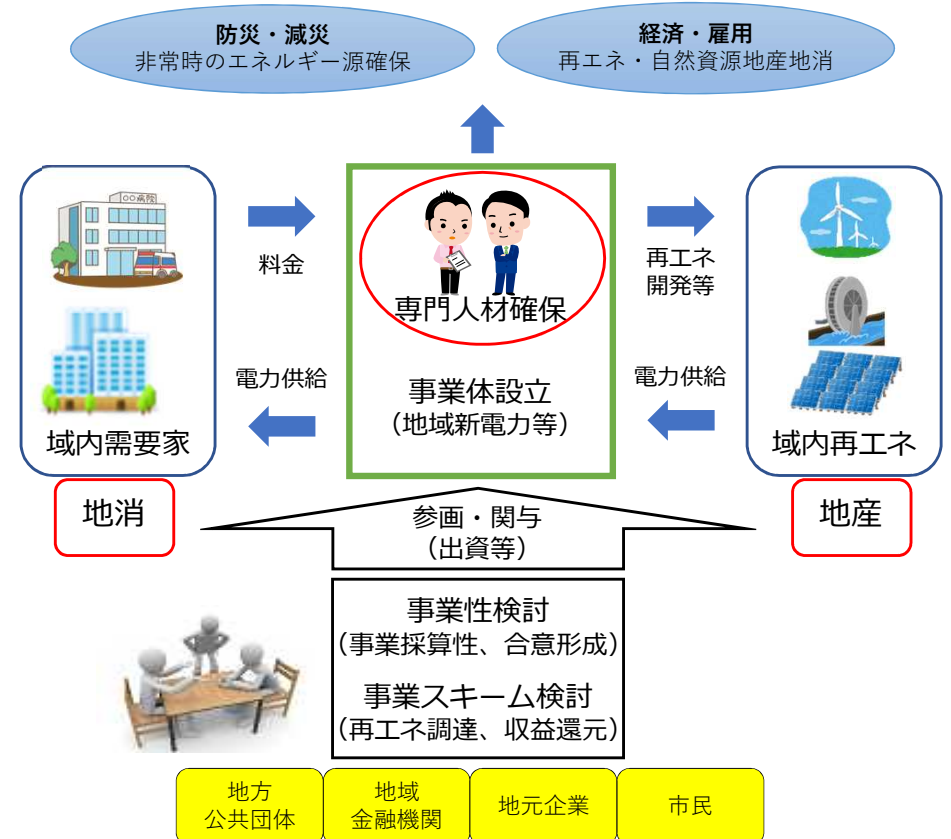 防災・減災
非常時のエネルギー源確保
経済・雇用
再エネ・自然資源地産地消
○○病院
料金
専門人材確保
再エネ
開発等
電力供給
事業体設立
(地域新電力等)
電力供給
域内需要家
域内再エネ
地消
地産
参画・関与
(出資等)
事業性検討
(事業採算性、合意形成)
事業スキーム検討
(再エネ調達、収益還元)
地方
公共団体
地域
金融機関
地元企業
市民